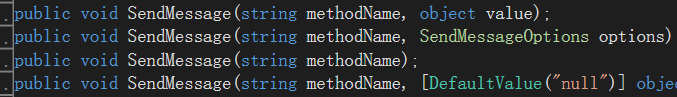 public void SendMessage(string methodName, object value);
public void SendMessage(string methodName, SendMessageOptions options)
public void SendMessage(string methodName);
public void SendMessage(string methodName, [DefaultValue("null")] objec